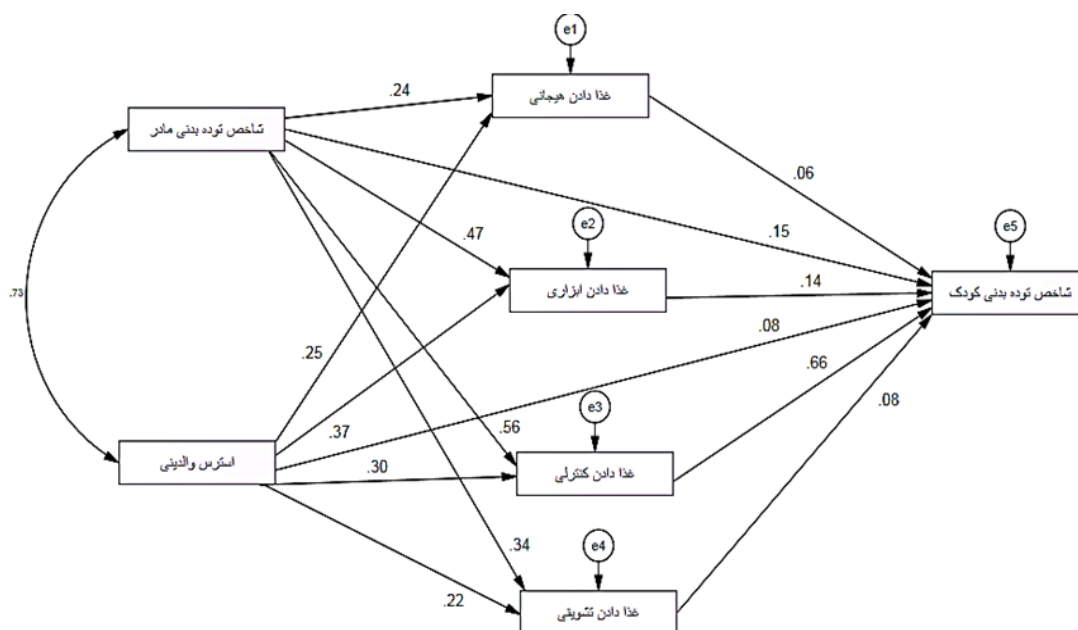 e1
غذا دادن هیجانی
.24
شاخص توده بدنی مادر
.06
.15
e2
e5
.47
غذا دادن ابزاری
.14
شاخص توده بدنی کودک
.73
.08
.25
.66
e3
.08
.37
.56
استرس والدینی
.30
غذا دادن کنترلی
.34
e4
.22
غذا دادن تشویقی